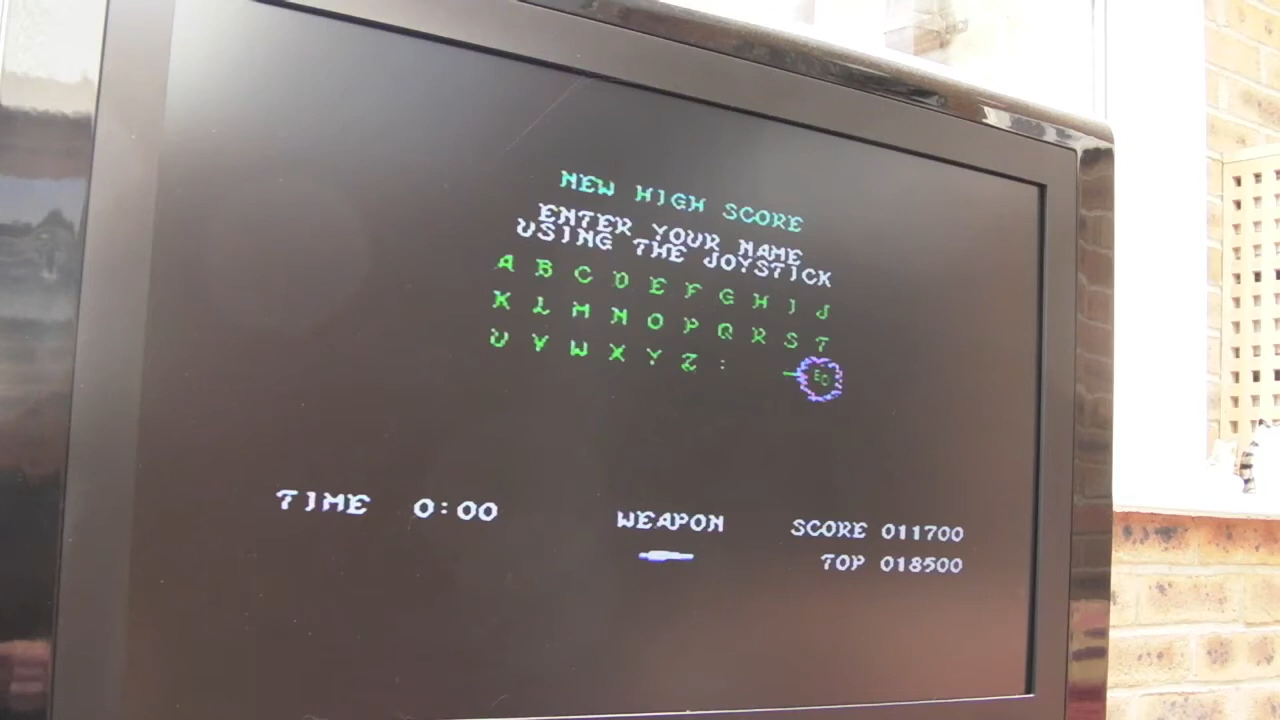 NEW HIGH SCORE
ENTER YOUR NAME
USING THE JOYSTICK
A B C D E F G H I J
K L M N O P Q R S T
U V W X Y Z :
TIME 0:00
WEAPON
SCORE 011700
TOP 018500